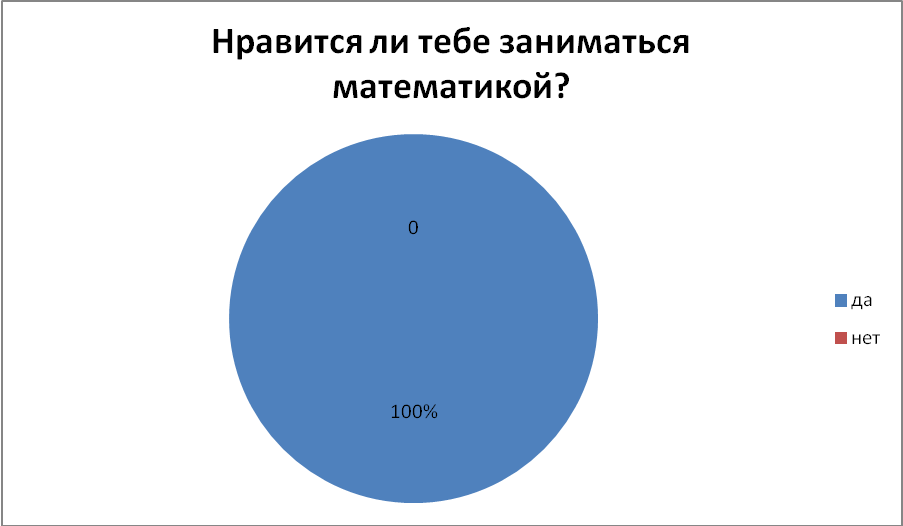 Нравится ли тебе заниматься
математикой?
0
100%
да
нет